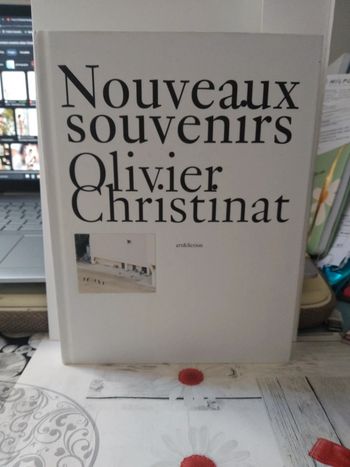 Nouveaux
souvenirs
Olivier
Christinat
art&fiction